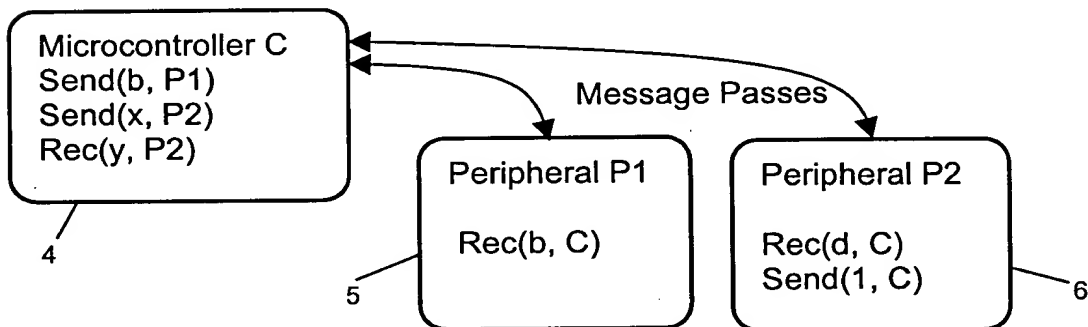 Microcontroller C
Send(b, P1)
Send(x, P2)
Rec(y, P2)
Message Passes
Peripheral P1
Rec(b, C)
Peripheral P2
Rec(d, C)
Send(1, C)
4
5
6